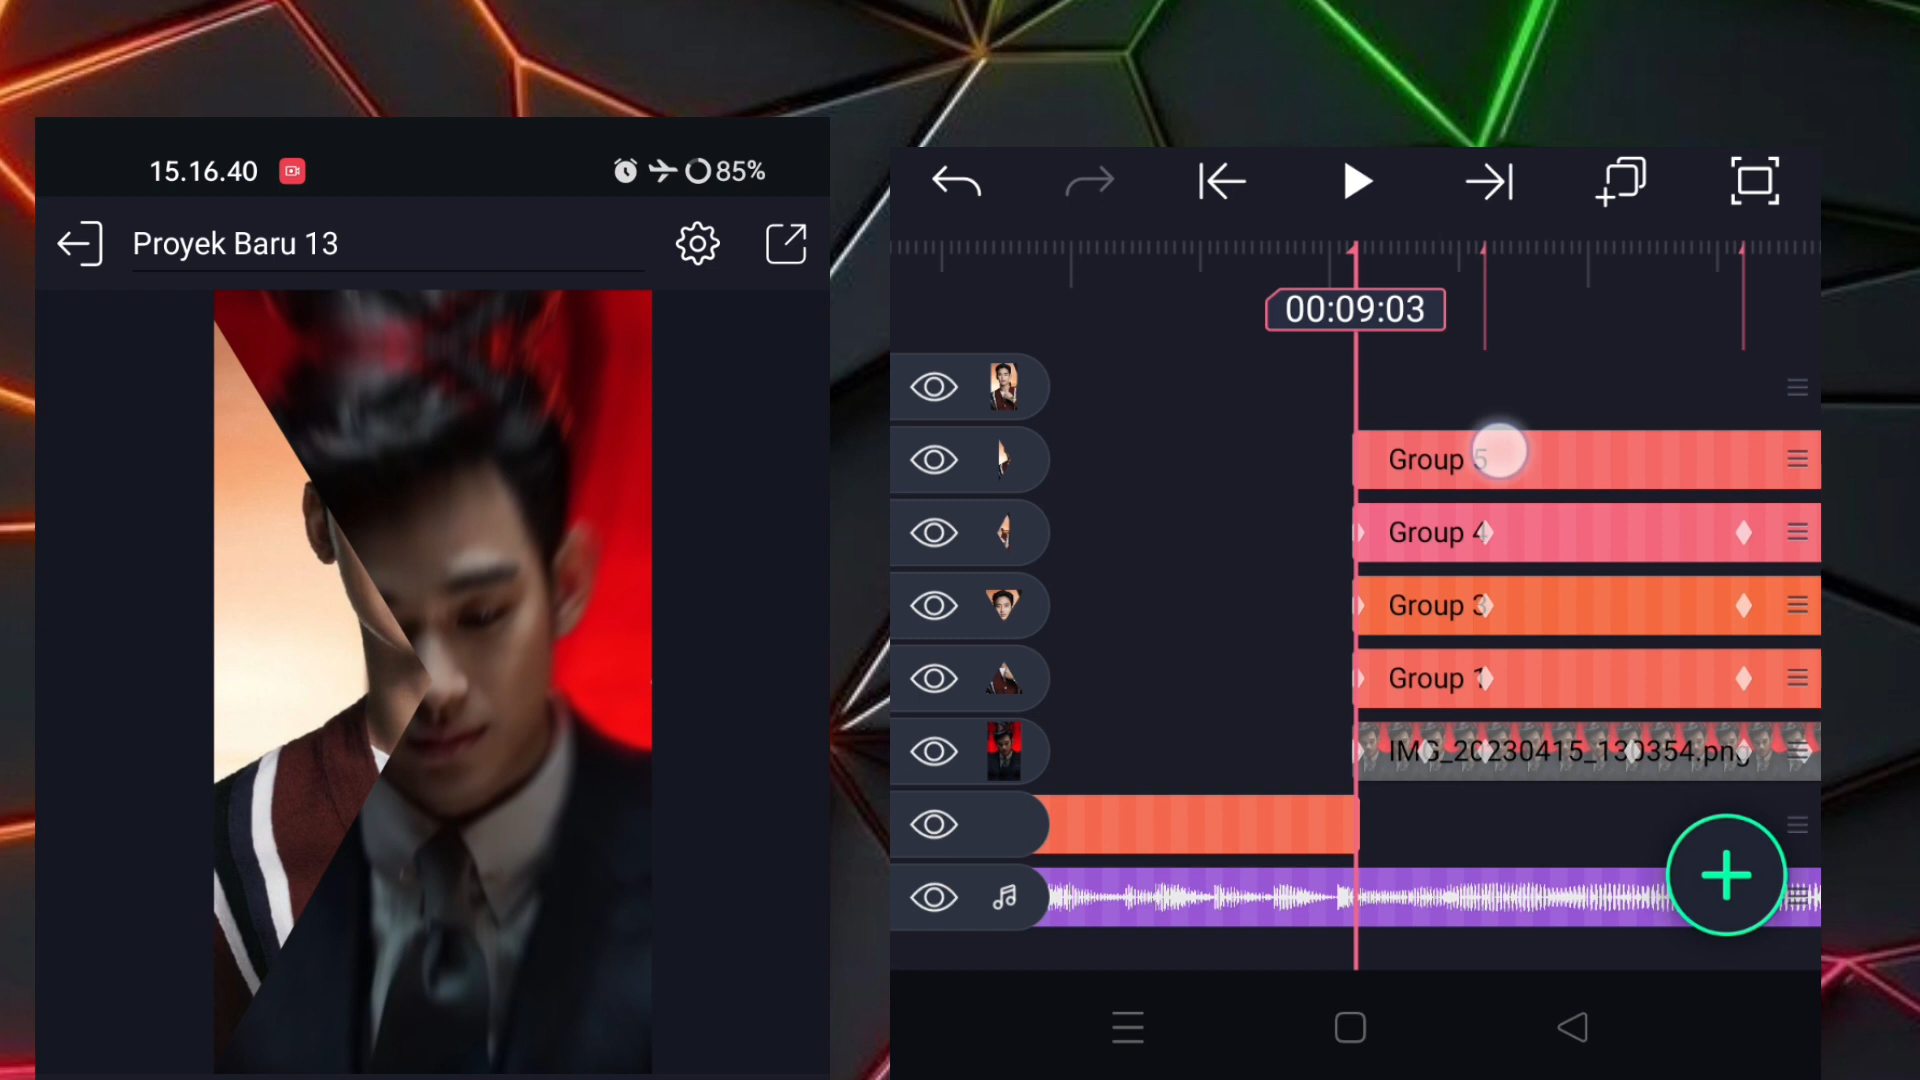 15.16.40
85%
Proyek Baru 13
00:09:03
Group 5
Group 4
Group 3
Group 1
IMG_20230415_130354.png